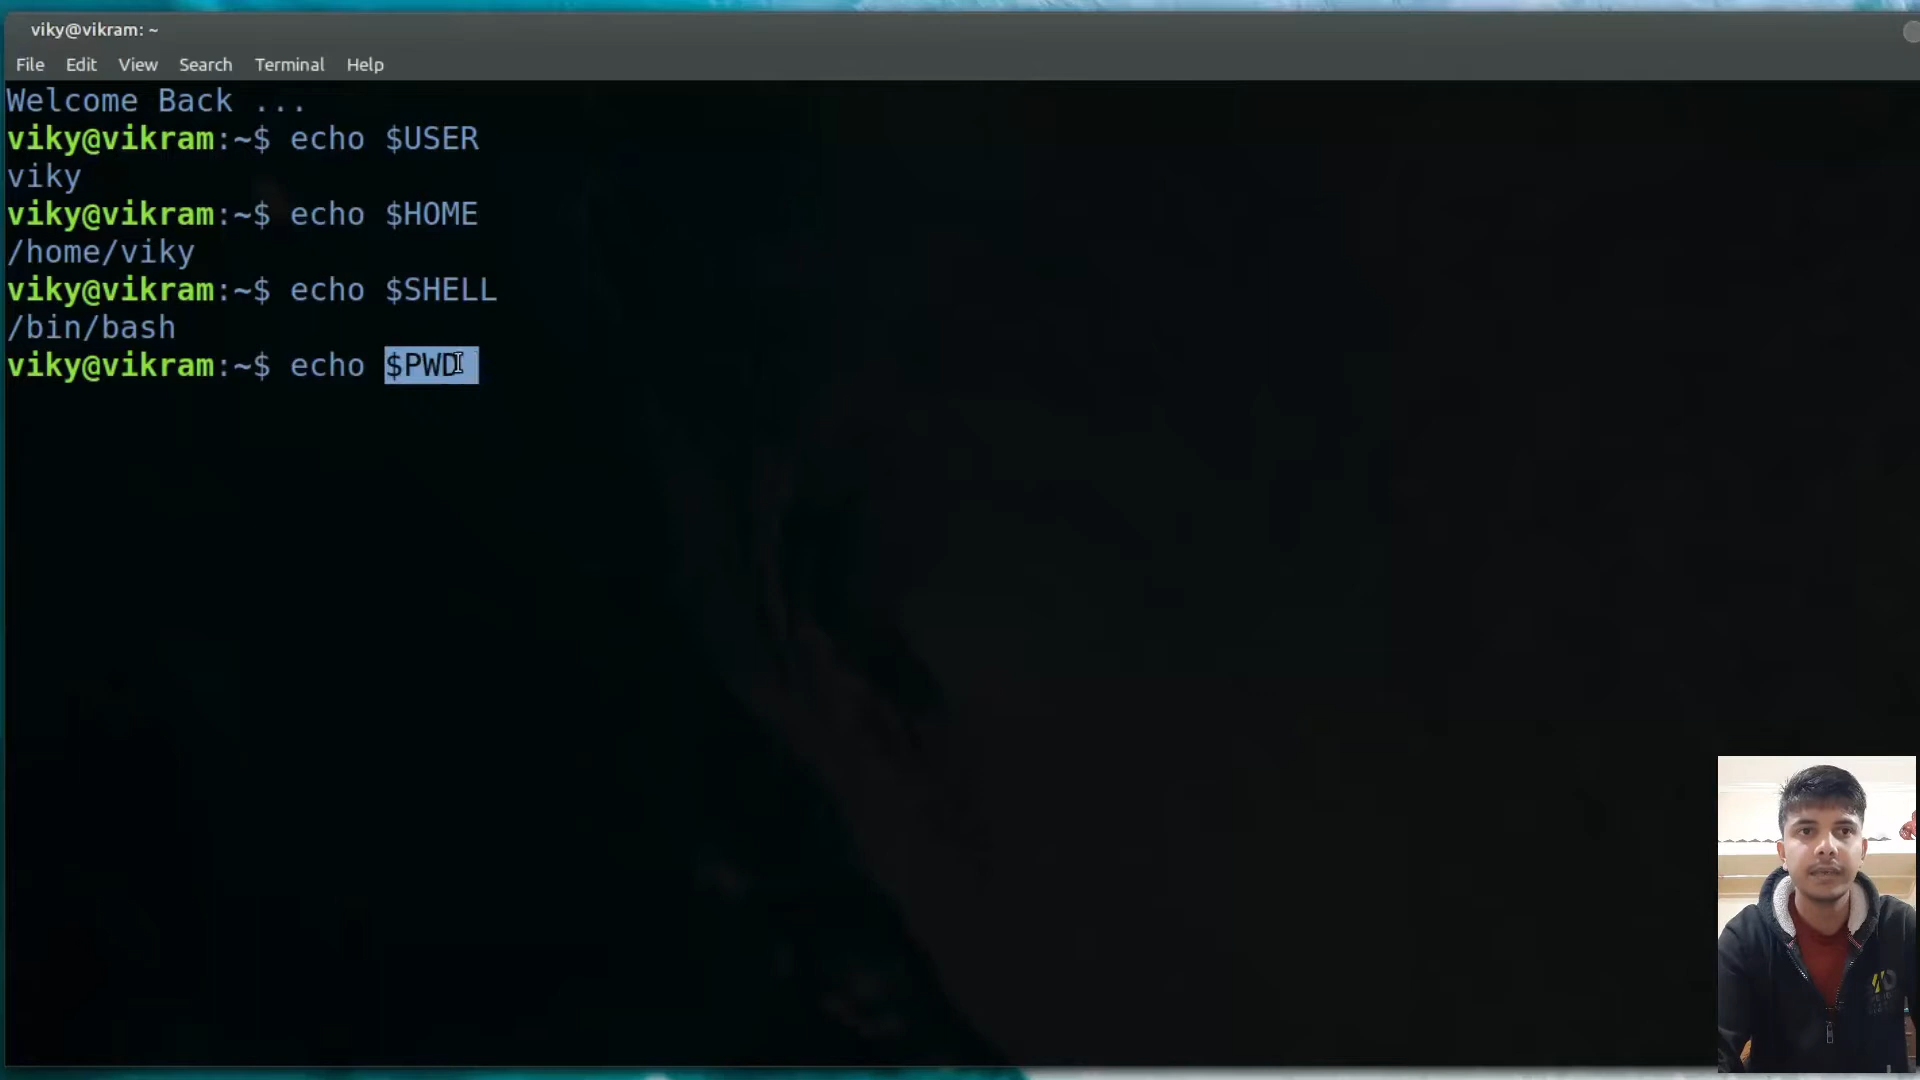 viky@vikram: ~
File Edit View Search Terminal Help
Welcome Back ...
viky@vikram:~$ echo $USER
viky
viky@vikram:~$ echo $HOME
/home/viky
viky@vikram:~$ echo $SHELL
/bin/bash
viky@vikram:~$ echo $PWD